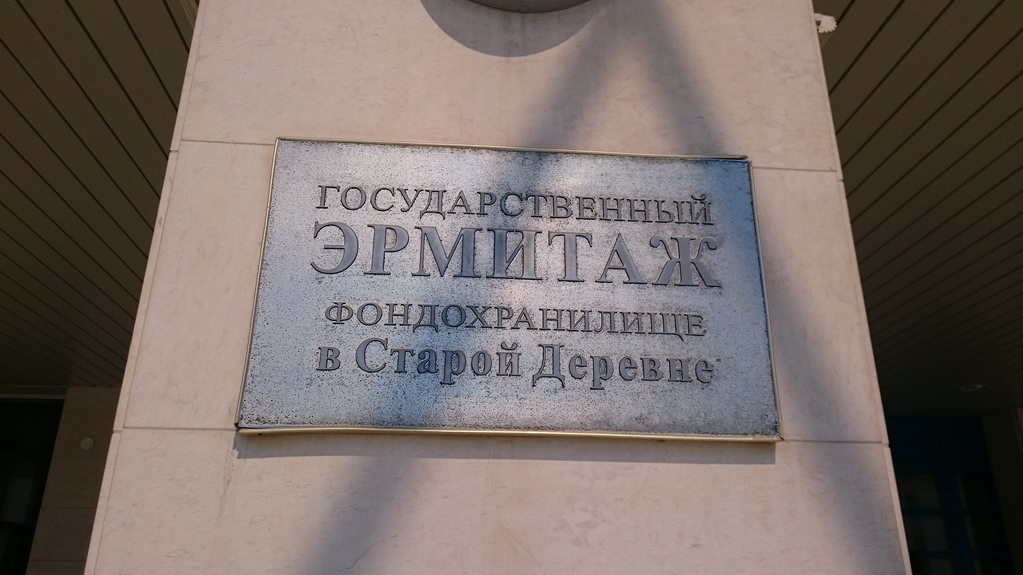 ГОСУДАРСТВЕННЫЙ
ЭРМИТАЖ
ФОНДОХРАНИЛИЩЕ
в Старой Деревне